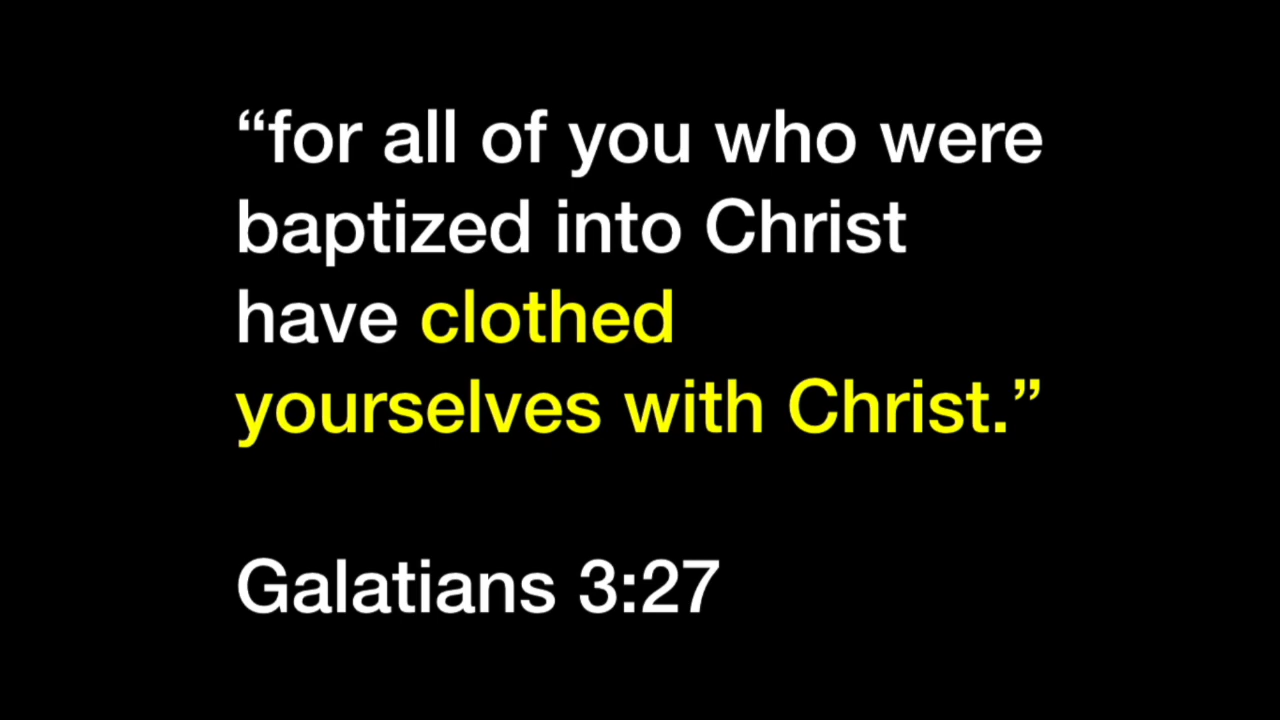 “for all of you who were
baptized into Christ
have clothed
yourselves with Christ.”
Galatians 3:27